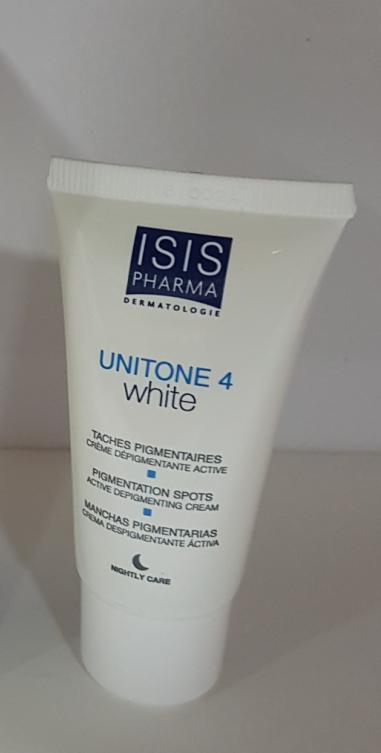 ISIS
PHARMA
DERMATOLOGIE
UNITONE 4
white
TACHES PIGMENTAIRES
CRÈME DÉPIGMENTANTE ACTIVE
PIGMENTATION SPOTS
ACTIVE DEPIGMENTING CREAM
MANCHAS PIGMENTARIAS
CREMA DESPIGMENTANTE ÁCTIVA
NIGHTLY CARE